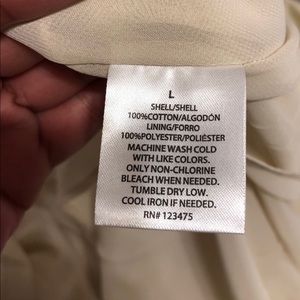 L
SHELL/SHELL
100%COTTON/ALGODÓN
LINING/FORRO
100%POLYESTER/POLIÉSTER
MACHINE WASH COLD
WITH LIKE COLORS.
ONLY NON-CHLORINE
BLEACH WHEN NEEDED.
TUMBLE DRY LOW.
COOL IRON IF NEEDED.
RN# 123475